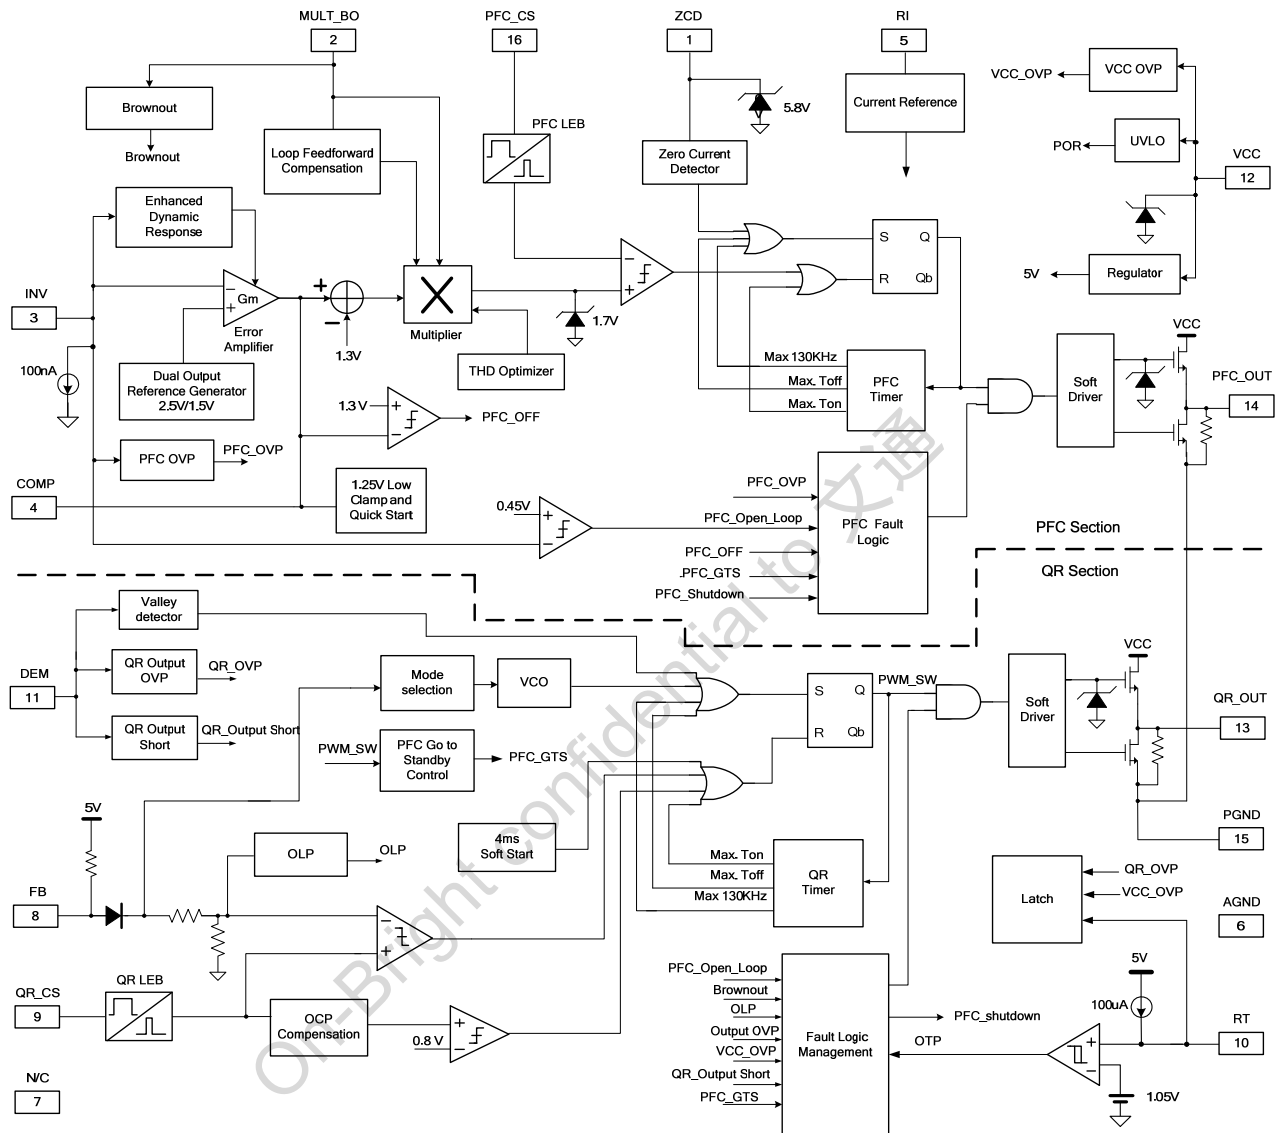 MULT_BO
2
PFC_CS
16
ZCD
1
RI
5
VCC_OVP
VCC OVP
Brownout
Brownout
Loop Feedforward
Compensation
PFC LEB
5.8V
Current Reference
Zero Current
Detector
POR
UVLO
VCC
12
Enhanced
Dynamic
Response
S
Q
R
Qb
5V
Regulator
INV
3
Gm
−
+
Error
Amplifier
+
−
1.3V
Multiplier
−
+
1.7V
THD Optimizer
100nA
Dual Output
Reference Generator
2.5V/1.5V
Max 130KHz
Max. Toff
Max. Ton
PFC
Timer
Soft
Driver
VCC
PFC_OUT
14
1.3 V
+
−
PFC_OFF
PFC OVP
PFC_OVP
COMP
4
1.25V Low
Clamp and
Quick Start
0.45V
+
−
PFC_OVP
PFC_Open_Loop
PFC_OFF
.PFC_GTS
PFC_Shutdown
PFC Fault
Logic
PFC Section
QR Section
Valley
detector
DEM
11
QR Output
OVP
QR_OVP
QR Output
Short
QR_Output Short
Mode
selection
VCO
PWM_SW
PFC Go to
Standby
Control
PFC_GTS
S
Q
R
Qb
PWM_SW
Soft
Driver
VCC
QR_OUT
13
5V
OLP
OLP
4ms
Soft Start
Max. Ton
Max. Toff
Max 130KHz
QR
Timer
PGND
15
Latch
QR_OVP
VCC_OVP
AGND
6
FB
8
−
+
QR_CS
9
QR LEB
OCP
Compensation
0.8 V
+
−
PFC_Open_Loop
Brownout
OLP
Output OVP
VCC_OVP
QR_Output Short
PFC_GTS
Fault Logic
Management
PFC_shutdown
OTP
5V
100uA
+
−
1.05V
RT
10
N/C
7
On-Bright confidential to 文通